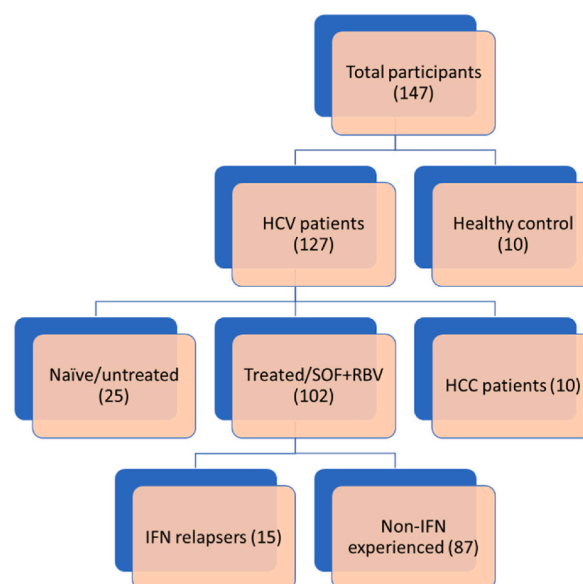 Total participants
(147)
HCV patients
(127)
Healthy control
(10)
Naïve/untreated
(25)
Treated/SOF+RBV
(102)
HCC patients (10)
IFN relapsers (15)
Non-IFN
experienced (87)